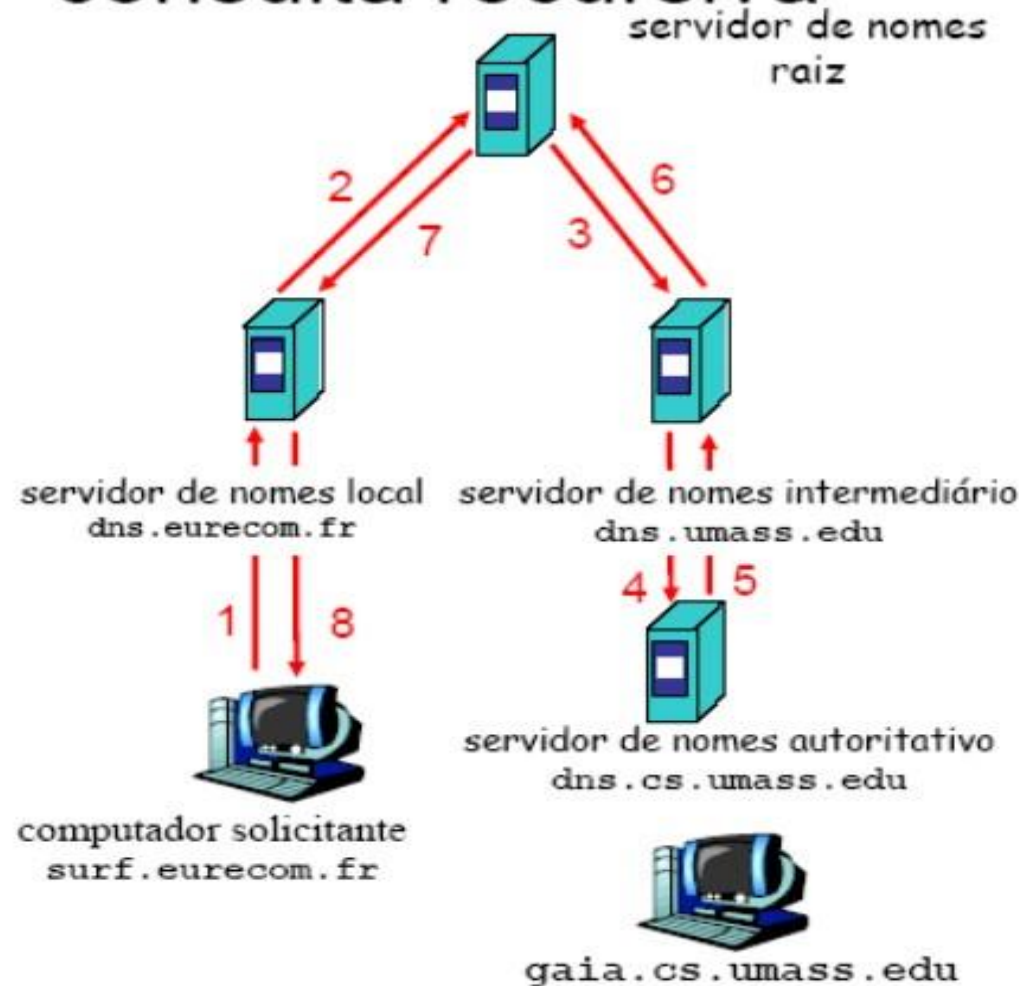 servidor de nomes
raiz
2
7
3
6
servidor de nomes local
dns.eurecom.fr
servidor de nomes intermediário
dns.umass.edu
1
8
4
5
servidor de nomes autoritativo
dns.cs.umass.edu
computador solicitante
surf.eurecom.fr
gaia.cs.umass.edu